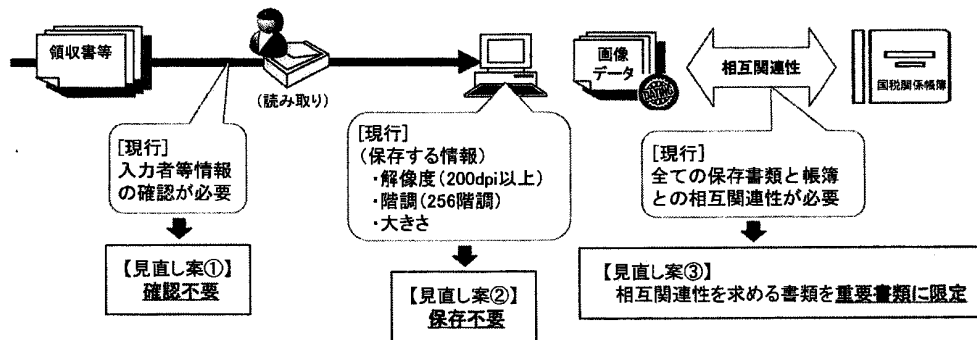 領収書等
(読み取り)
画像
データ
相互関連性
国税関係帳簿
[現行]
入力者等情報
の確認が必要
[現行]
(保存する情報)
・解像度(200dpi以上)
・階調(256階調)
・大きさ
[現行]
全ての保存書類と帳簿
との相互関連性が必要
【見直し案①】
確認不要
【見直し案②】
保存不要
【見直し案③】
相互関連性を求める書類を重要書類に限定